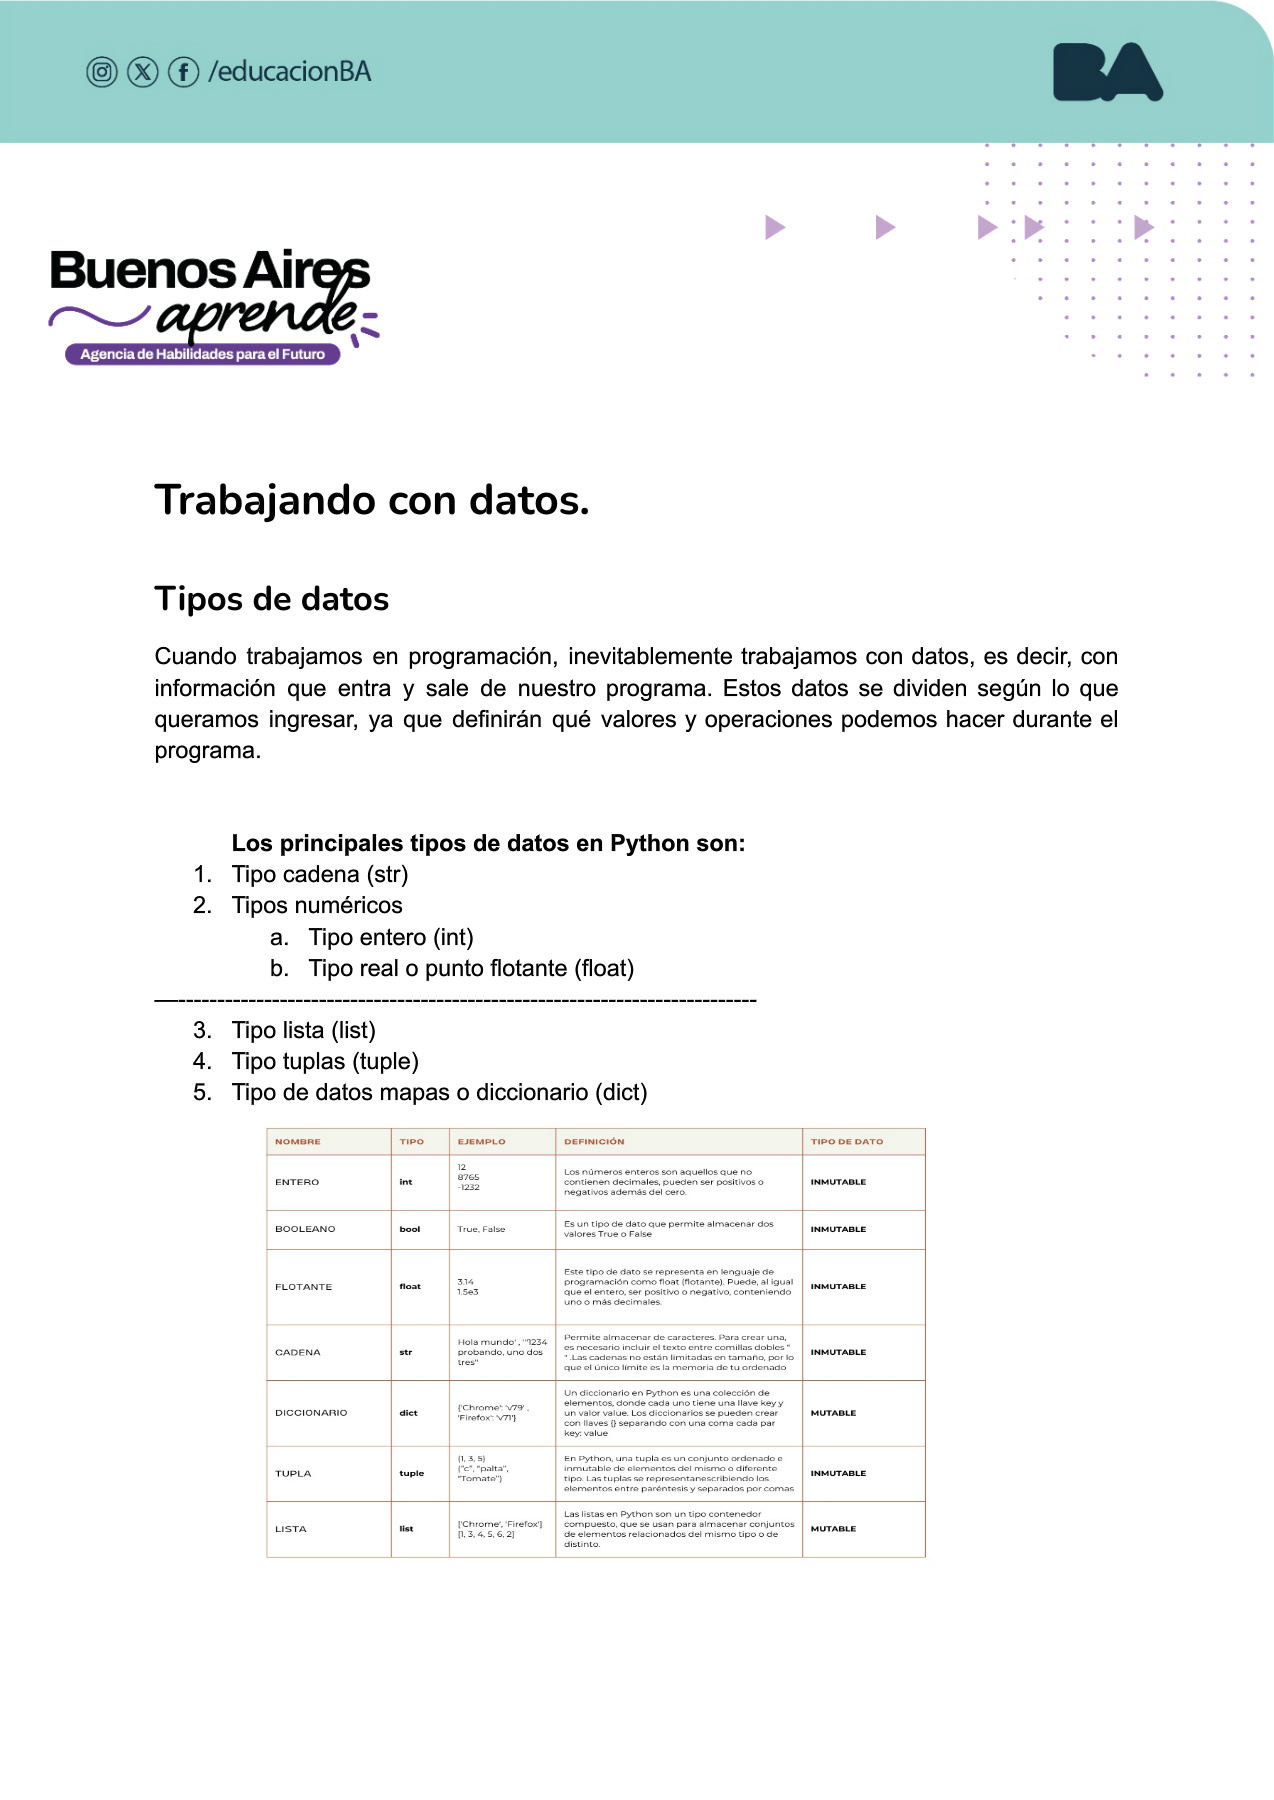 /educacionBA
BA
Buenos Aires
aprende
Agencia de Habilidades para el Futuro
Trabajando con datos.
Tipos de datos
Cuando trabajamos en programación, inevitablemente trabajamos con datos, es decir, con
información que entra y sale de nuestro programa. Estos datos se dividen según lo que
queramos ingresar, ya que definirán qué valores y operaciones podemos hacer durante el
programa.
Los principales tipos de datos en Python son:
1. Tipo cadena (str)
2. Tipos numéricos
a. Tipo entero (int)
b. Tipo real o punto flotante (float)
—--------------------------------------------------------------------------
3. Tipo lista (list)
4. Tipo tuplas (tuple)
5. Tipo de datos mapas o diccionario (dict)
NOMBRE TIPO EJEMPLO DEFINICIÓN TIPO DE DATO
ENTERO
int
12
8765
-1232
Los números enteros son aquellos que no
contienen decimales, pueden ser positivos o
negativos además del cero.
INMUTABLE
BOOLEANO
bool
True, False
Es un tipo de dato que permite almacenar dos
valores True o False
INMUTABLE
FLOTANTE
float
3.14
1.5e3
Este tipo de dato se representa en lenguaje de
programación como float (flotante). Puede, al igual
que el entero, ser positivo o negativo, conteniendo
uno o más decimales.
INMUTABLE
CADENA
str
Hola mundo' , "1234
probando, uno dos
tres"
Permite almacenar de caracteres. Para crear una,
es necesario incluir el texto entre comillas dobles "
" .Las cadenas no están limitadas en tamaño, por lo
que el único límite es la memoria de tu ordenado
INMUTABLE
DICCIONARIO
dict
{'Chrome': 'v79' ,
'Firefox': 'v71'}
Un diccionario en Python es una colección de
elementos, donde cada uno tiene una llave key y
un valor value. Los diccionarios se pueden crear
con llaves {} separando con una coma cada par
key: value
MUTABLE
TUPLA
tuple
(1, 3, 5)
("c", "palta",
"Tomate")
En Python, una tupla es un conjunto ordenado e
inmutable de elementos del mismo o diferente
tipo. Las tuplas se representanescribiendo los
elementos entre paréntesis y separados por comas
INMUTABLE
LISTA
list
['Chrome', 'Firefox']
[1, 3, 4, 5, 6, 2]
Las listas en Python son un tipo contenedor
compuesto, que se usan para almacenar conjuntos
de elementos relacionados del mismo tipo o de
distinto.
MUTABLE